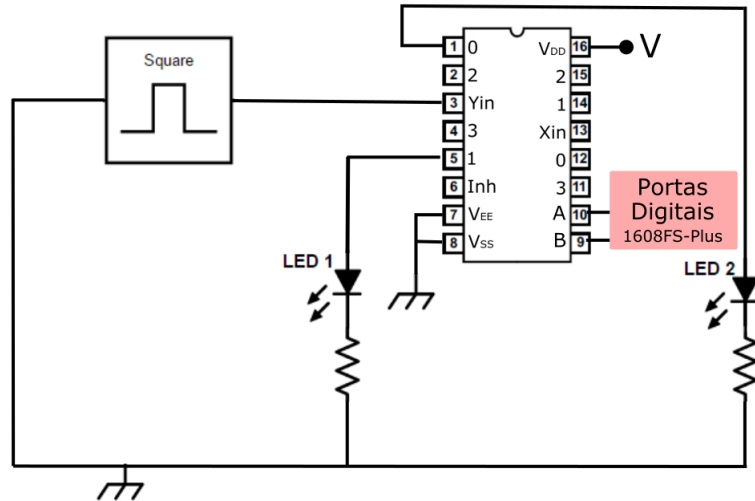 Square
1 0
2 2
3 Yin
4 3
5 1
6 Inh
7 VEE
8 VSS
VDD 16
2 15
1 14
Xin 13
0 12
3 11
A 10
B 9
V
Portas
Digitais
1608FS-Plus
LED 1
LED 2